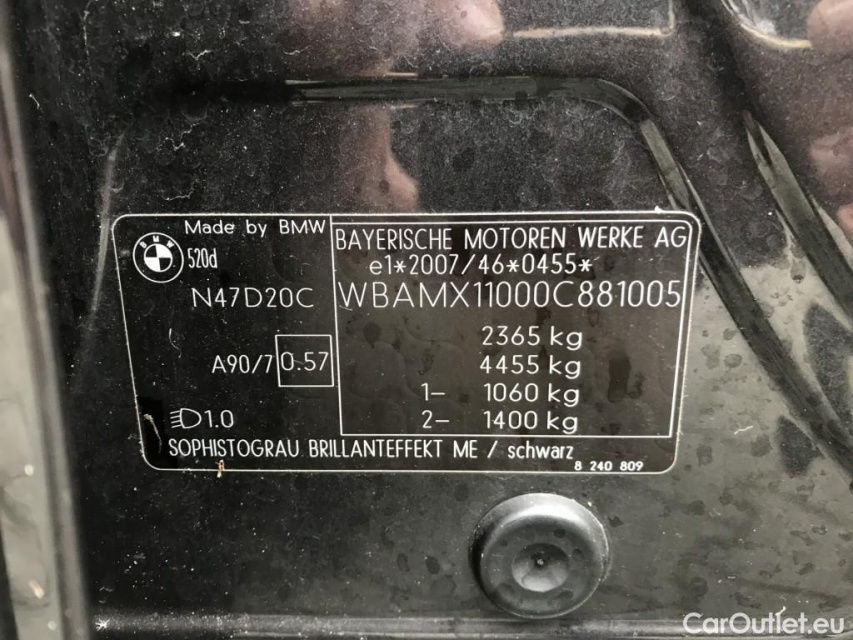 Made by BMW
BMW
520d
N47D20C
A90/7 0.57
1.0
BAYERISCHE MOTOREN WERKE AG
e1*2007/46*0455*
WBAMX11000C881005
2365 kg
4455 kg
1– 1060 kg
2– 1400 kg
SOPHISTOGRAU BRILLANTEFFEKT ME / schwarz
8 240 809
CarOutlet.eu